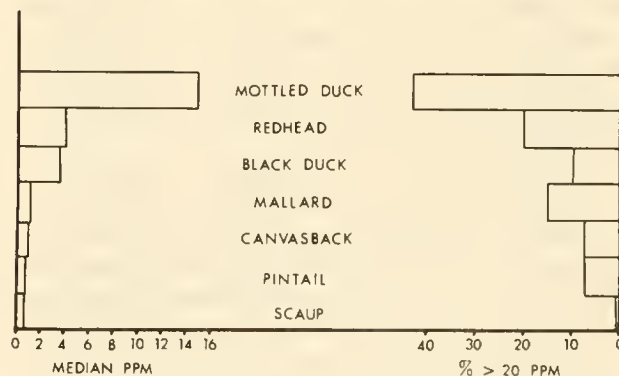 MOTTLED DUCK
REDHEAD
BLACK DUCK
MALLARD
CANVASBACK
PINTAIL
SCAUP
0 2 4 6 8 10 12 14 16 40 30 20 10 0
MEDIAN PPM % > 20 PPM